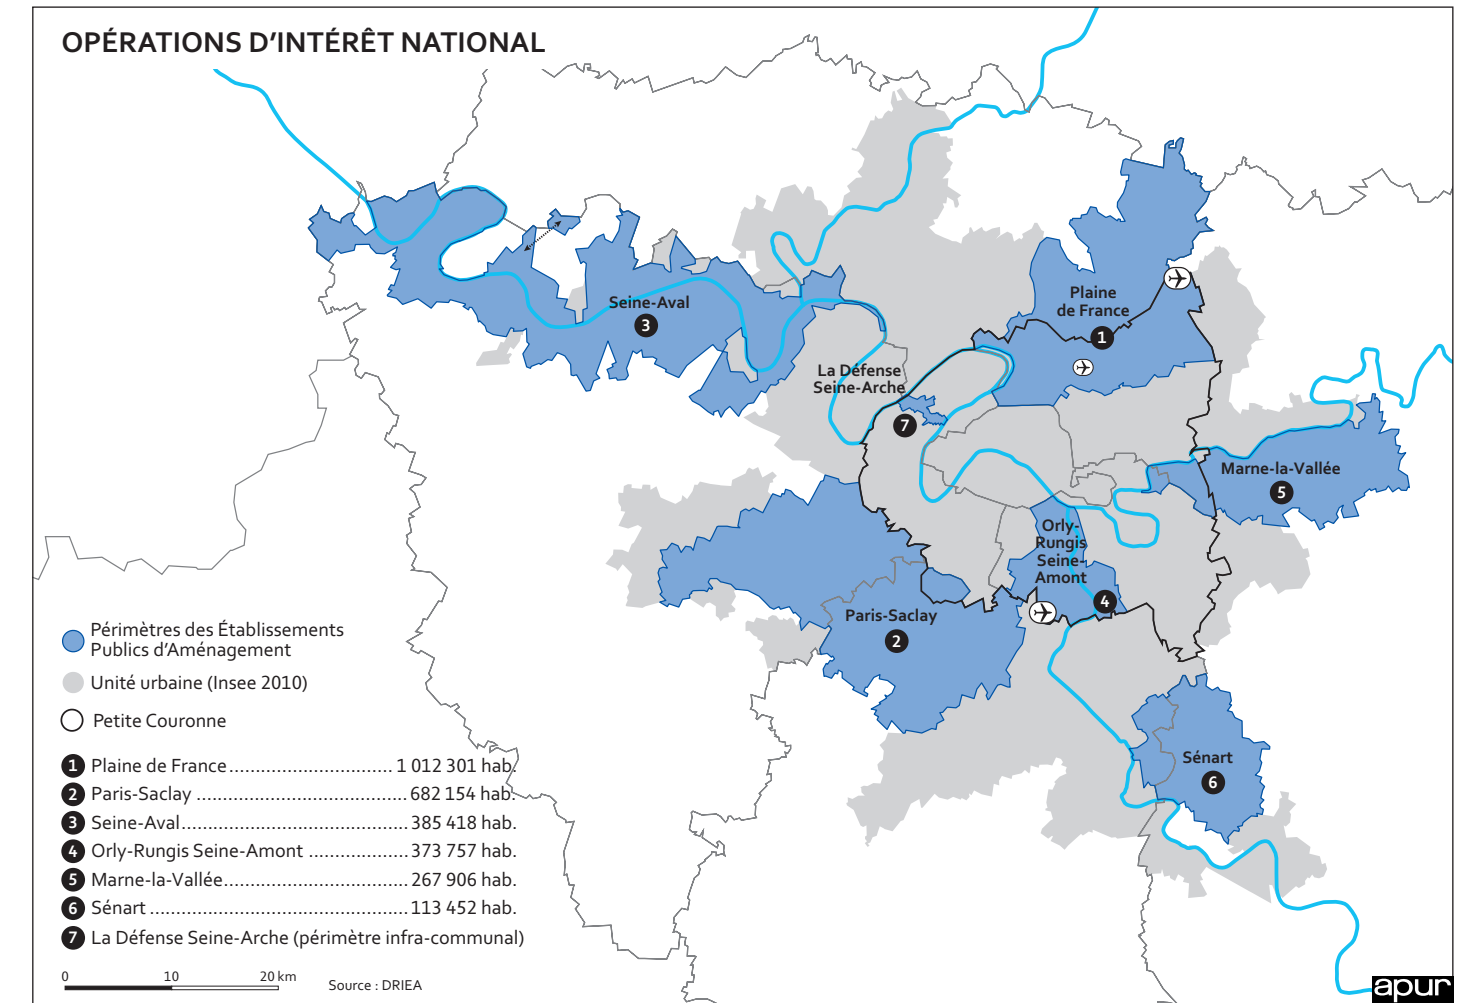 OPÉRATIONS D'INTÉRÊT NATIONAL
Plaine
de France
1
Seine-Aval
3
La Défense
Seine-Arche
7
Marne-la-Vallée
5
Orly-
Rungis
Seine-
Amont
4
Paris-Saclay
2
Sénart
6
Périmètres des Établissements
Publics d'Aménagement
Unité urbaine (Insee 2010)
Petite Couronne
1 Plaine de France.............................. 1 012 301 hab.
2 Paris-Saclay ....................................... 682 154 hab.
3 Seine-Aval.......................................... 385 418 hab.
4 Orly-Rungis Seine-Amont ...................373 757 hab.
5 Marne-la-Vallée.................................. 267 906 hab.
6 Sénart ................................................113 452 hab.
7 La Défense Seine-Arche (périmètre infra-communal)
0 10 20 km
Source : DRIEA
apur